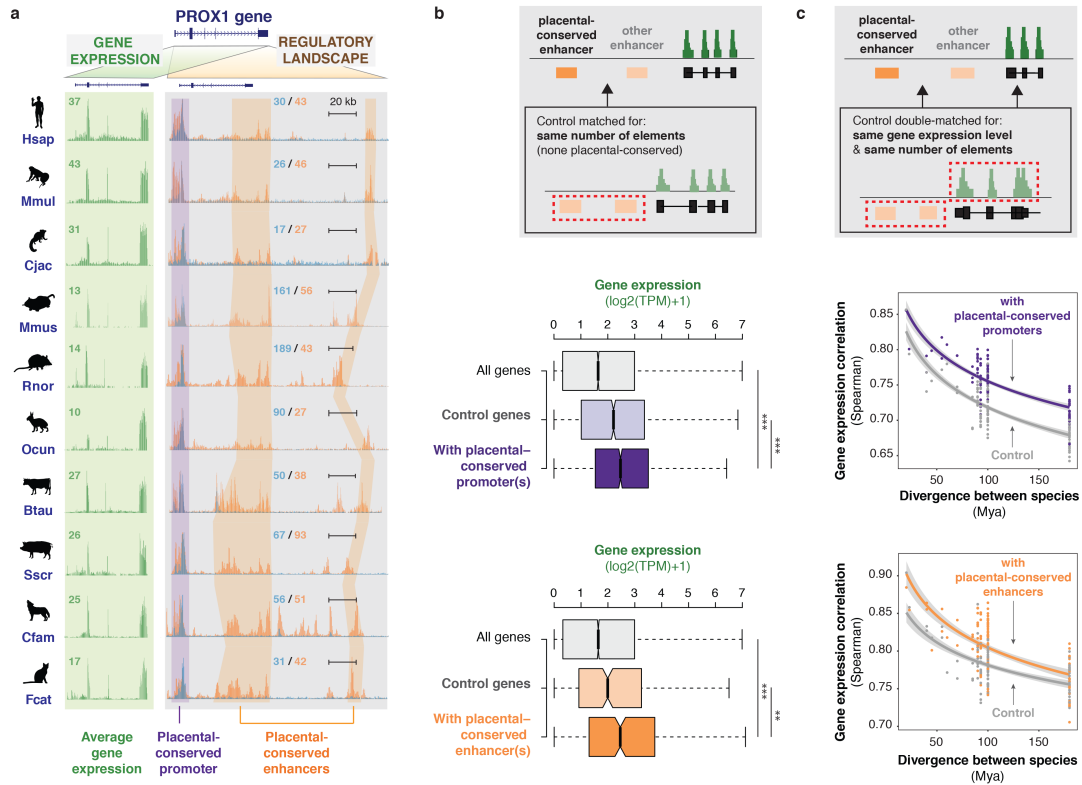 a
PROX1 gene
GENE
EXPRESSION
REGULATORY
LANDSCAPE
37
30 / 43
20 kb
Hsap
43
26 / 46
Mmul
31
17 / 27
Cjac
13
161 / 56
Mmus
14
189 / 43
Rnor
10
90 / 27
Ocun
27
50 / 38
Btau
26
67 / 93
Sscr
25
56 / 51
Cfam
17
31 / 42
Fcat
Average
gene
expression
Placental-
conserved
promoter
Placental-
conserved
enhancers
b
placental-
conserved
enhancer
other
enhancer
Control matched for:
same number of elements
(none placental-conserved)
Gene expression
(log2(TPM)+1)
0 1 2 3 4 5 6 7
All genes
Control genes
With placental–
conserved
promoter(s)
***
***
Gene expression
(log2(TPM)+1)
0 1 2 3 4 5 6 7
All genes
Control genes
With placental–
conserved
enhancer(s)
***
**
c
placental-
conserved
enhancer
other
enhancer
Control double-matched for:
same gene expression level
& same number of elements
Gene expression correlation
(Spearman)
0.85
0.80
0.75
0.70
0.65
with
placental-conserved
promoters
Control
50 100 150
Divergence between species
(Mya)
Gene expression correlation
(Spearman)
0.90
0.85
0.80
0.75
0.70
with
placental-conserved
enhancers
Control
50 100 150
Divergence between species
(Mya)